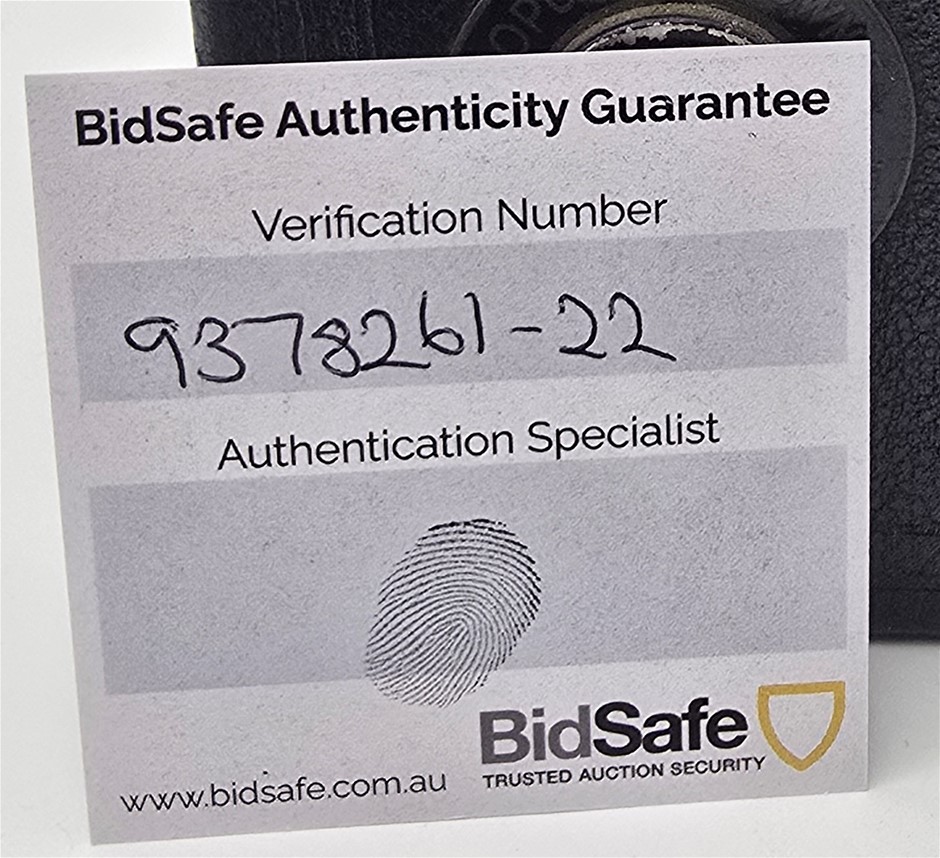 BidSafe Authenticity Guarantee
Verification Number
9378261-22
Authentication Specialist
BidSafe
TRUSTED AUCTION SECURITY
www.bidsafe.com.au